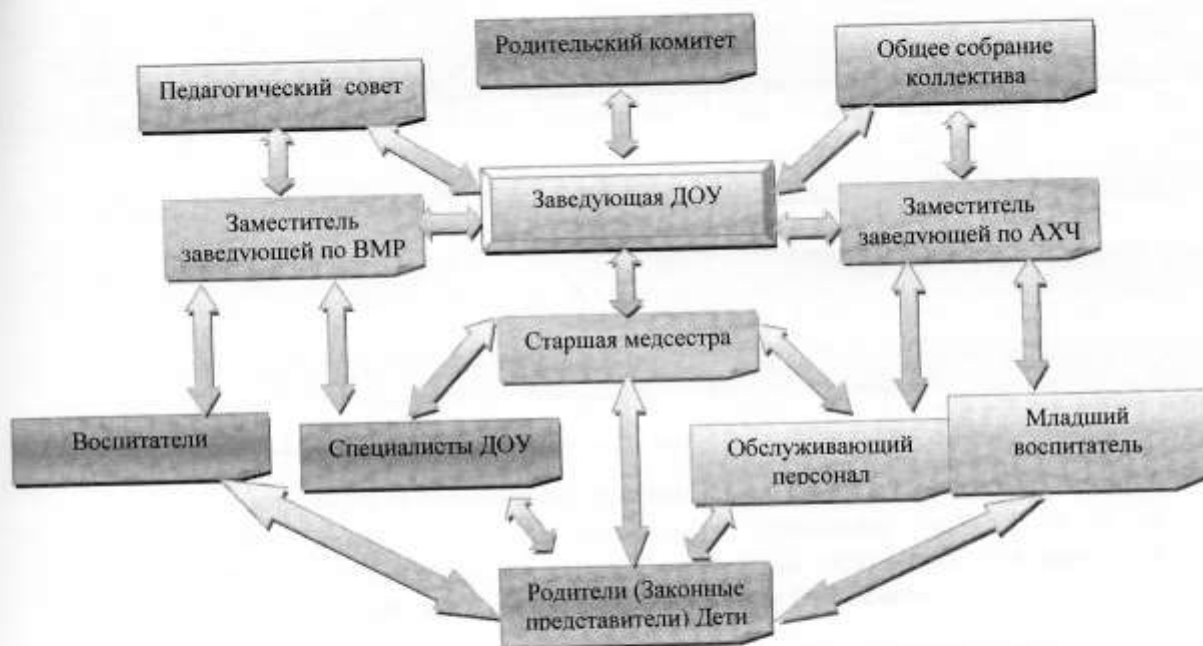 Родительский комитет
Общее собрание
коллектива
Педагогический совет
Заведующая ДОУ
Заместитель
заведующей по ВМР
Заместитель
заведующей по АХЧ
Старшая медсестра
Воспитатели
Специалисты ДОУ
Обслуживающий
персонал
Младший
воспитатель
Родители (Законные
представители) Дети